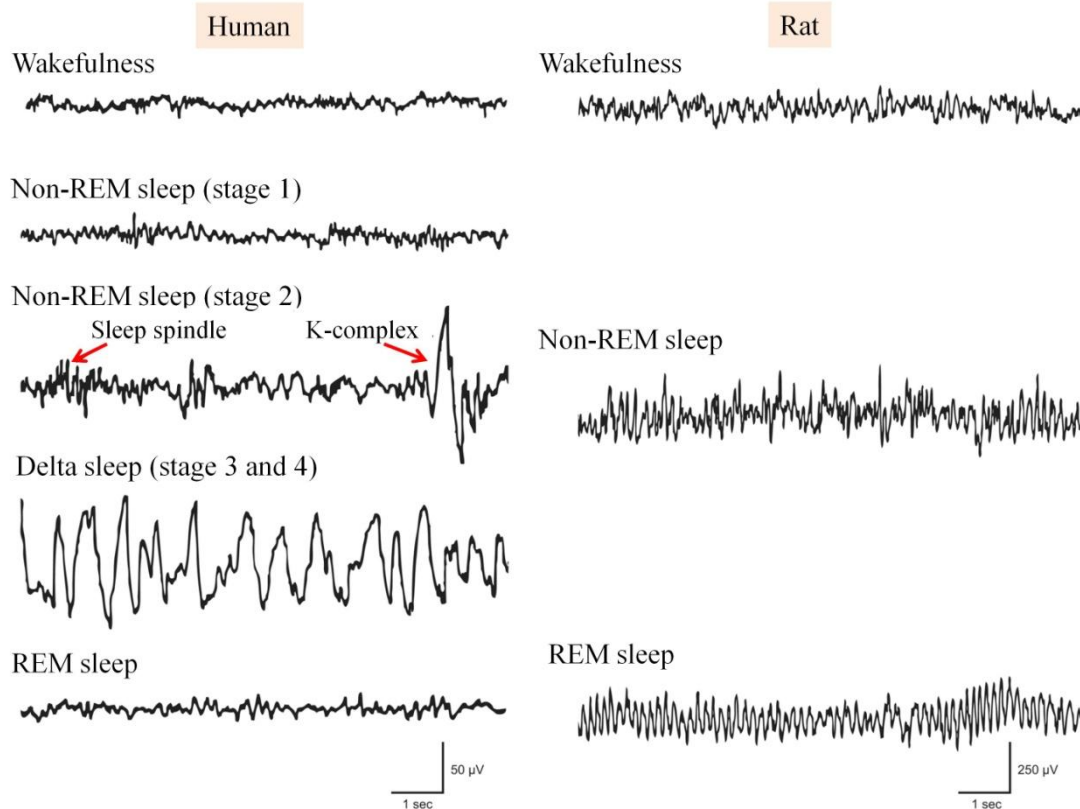 Human
Wakefulness
Non-REM sleep (stage 1)
Non-REM sleep (stage 2)
Sleep spindle
K-complex
Delta sleep (stage 3 and 4)
REM sleep
50 µV
1 sec
Rat
Wakefulness
Non-REM sleep
REM sleep
250 µV
1 sec